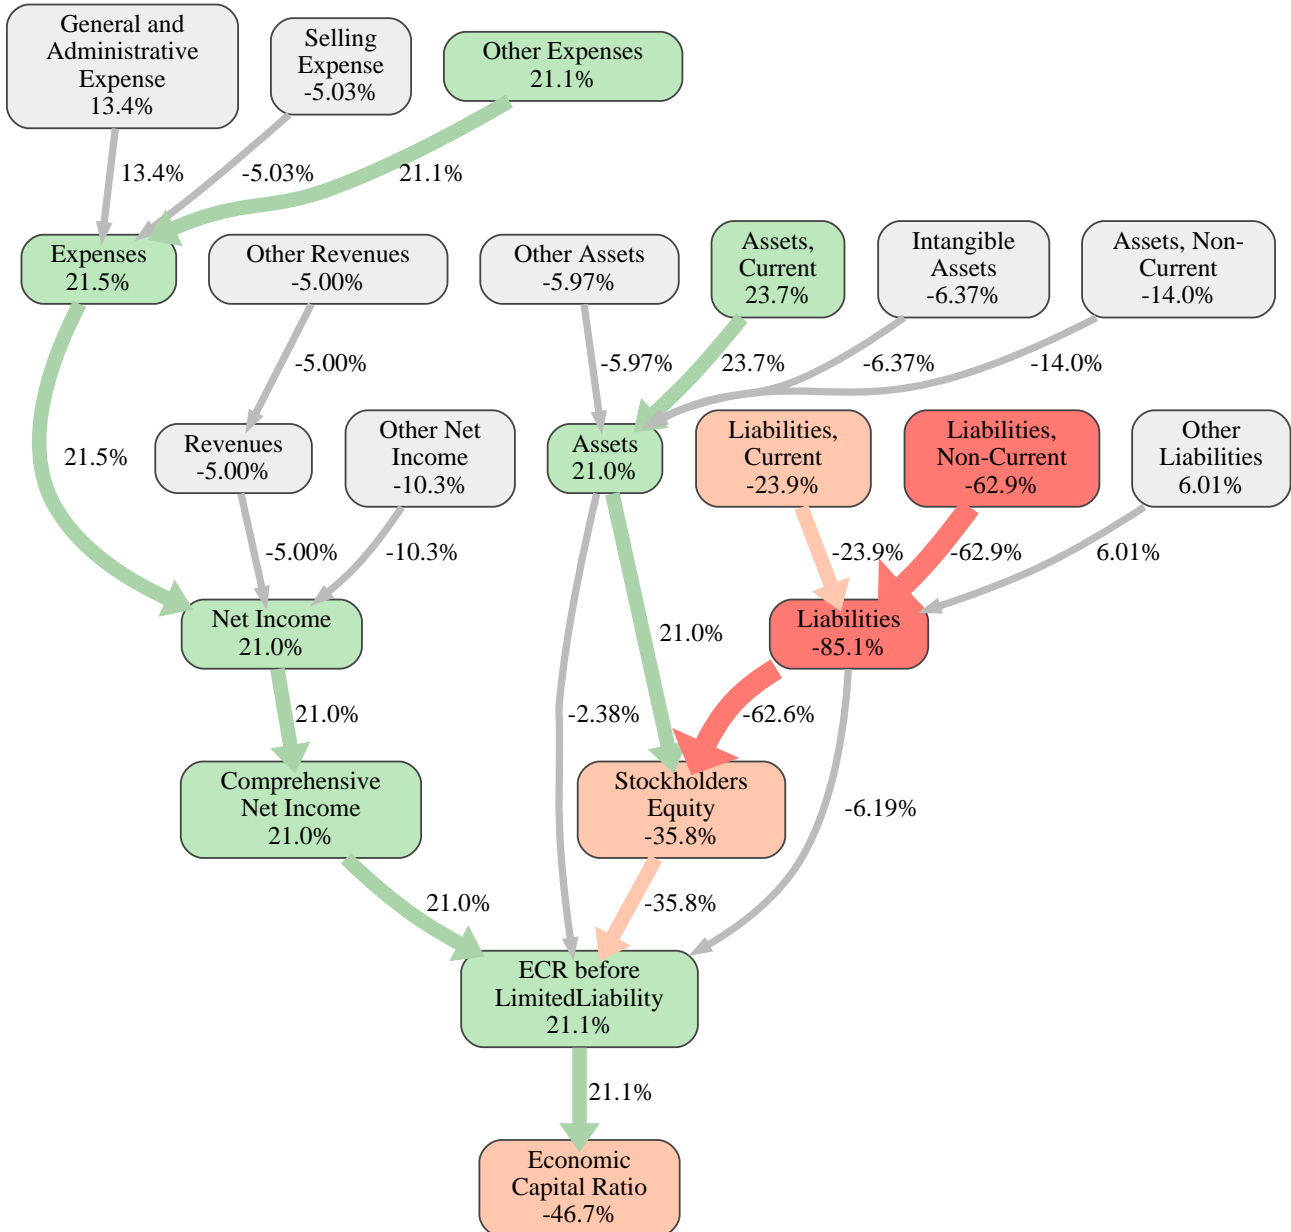 General and
Administrative
Expense
13.4%
Selling
Expense
-5.03%
Other Expenses
21.1%
13.4%
-5.03%
21.1%
Expenses
21.5%
Other Revenues
-5.00%
Other Assets
-5.97%
Assets,
Current
23.7%
Intangible
Assets
-6.37%
Assets, Non-
Current
-14.0%
-5.00%
-5.97%
23.7%
-6.37%
-14.0%
21.5%
Revenues
-5.00%
Other Net
Income
-10.3%
Assets
21.0%
Liabilities,
Current
-23.9%
Liabilities,
Non-Current
-62.9%
Other
Liabilities
6.01%
-5.00%
-10.3%
-23.9%
-62.9%
6.01%
Net Income
21.0%
21.0%
Liabilities
-85.1%
21.0%
-2.38%
-62.6%
Comprehensive
Net Income
21.0%
Stockholders
Equity
-35.8%
-6.19%
21.0%
-35.8%
ECR before
LimitedLiability
21.1%
21.1%
Economic
Capital Ratio
-46.7%